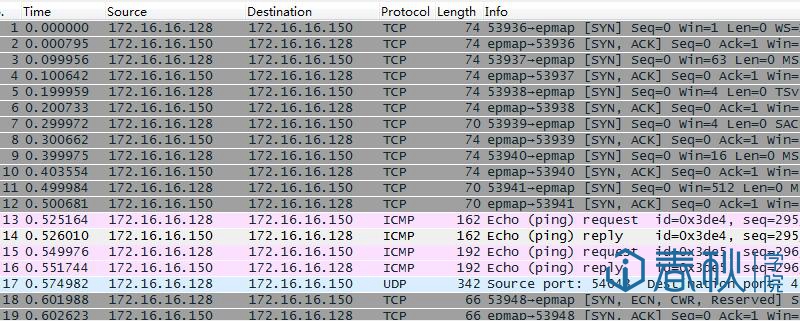 . Time Source Destination Protocol Length Info
1 0.000000 172.16.16.128 172.16.16.150 TCP 74 53936→epmap [SYN] Seq=0 Win=1 Len=0 WS=
2 0.000795 172.16.16.150 172.16.16.128 TCP 74 epmap→53936 [SYN, ACK] Seq=0 Ack=1 Win=
3 0.099956 172.16.16.128 172.16.16.150 TCP 74 53937→epmap [SYN] Seq=0 Win=63 Len=0 MS
4 0.100642 172.16.16.150 172.16.16.128 TCP 74 epmap→53937 [SYN, ACK] Seq=0 Ack=1 Win=
5 0.199959 172.16.16.128 172.16.16.150 TCP 74 53938→epmap [SYN] Seq=0 Win=4 Len=0 TSV
6 0.200733 172.16.16.150 172.16.16.128 TCP 74 epmap→53938 [SYN, ACK] Seq=0 Ack=1 Win=
7 0.299972 172.16.16.128 172.16.16.150 TCP 70 53939→epmap [SYN] Seq=0 Win=4 Len=0 SAC
8 0.300662 172.16.16.150 172.16.16.128 TCP 74 epmap→53939 [SYN, ACK] Seq=0 Ack=1 Win=
9 0.399975 172.16.16.128 172.16.16.150 TCP 74 53940→epmap [SYN] Seq=0 Win=16 Len=0 MS
10 0.403554 172.16.16.150 172.16.16.128 TCP 74 epmap→53940 [SYN, ACK] Seq=0 Ack=1 Win=
11 0.499984 172.16.16.128 172.16.16.150 TCP 70 53941→epmap [SYN] Seq=0 Win=512 Len=0 M
12 0.500681 172.16.16.150 172.16.16.128 TCP 70 epmap→53941 [SYN, ACK] Seq=0 Ack=1 Win=
13 0.525164 172.16.16.128 172.16.16.150 ICMP 162 Echo (ping) request id=0x3de4, seq=295
14 0.526010 172.16.16.150 172.16.16.128 ICMP 162 Echo (ping) reply id=0x3de4, seq=295
15 0.549976 172.16.16.128 172.16.16.150 ICMP 192 Echo (ping) request seq=296
16 0.551744 172.16.16.150 172.16.16.128 ICMP 192 Echo (ping) reply
17 0.574982 172.16.16.128 172.16.16.150 UDP 342 Source port: Destination port: 4
18 0.601988 172.16.16.128 172.16.16.150 TCP 66 53948→epmap [SYN, ECN, CWR, Reserved] S
19 0.602623 172.16.16.150 172.16.16.128 TCP 66 epmap→53948 [SYN, ACK] Seq=0 Ack=1 Win=
春秋学院